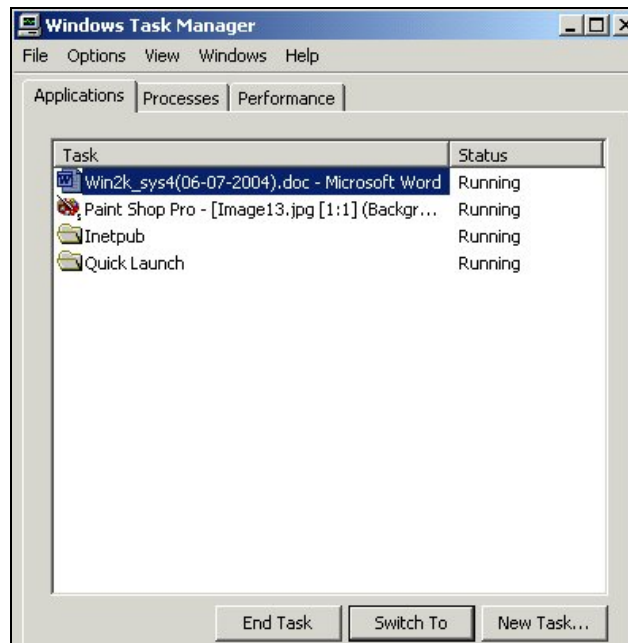 Windows Task Manager
File Options View Windows Help
Applications Processes Performance
Task Status
Win2k_sys4(06-07-2004).doc - Microsoft Word Running
Paint Shop Pro - [Image13.jpg [1:1] (Backgr... Running
Inetpub Running
Quick Launch Running
End Task Switch To New Task...